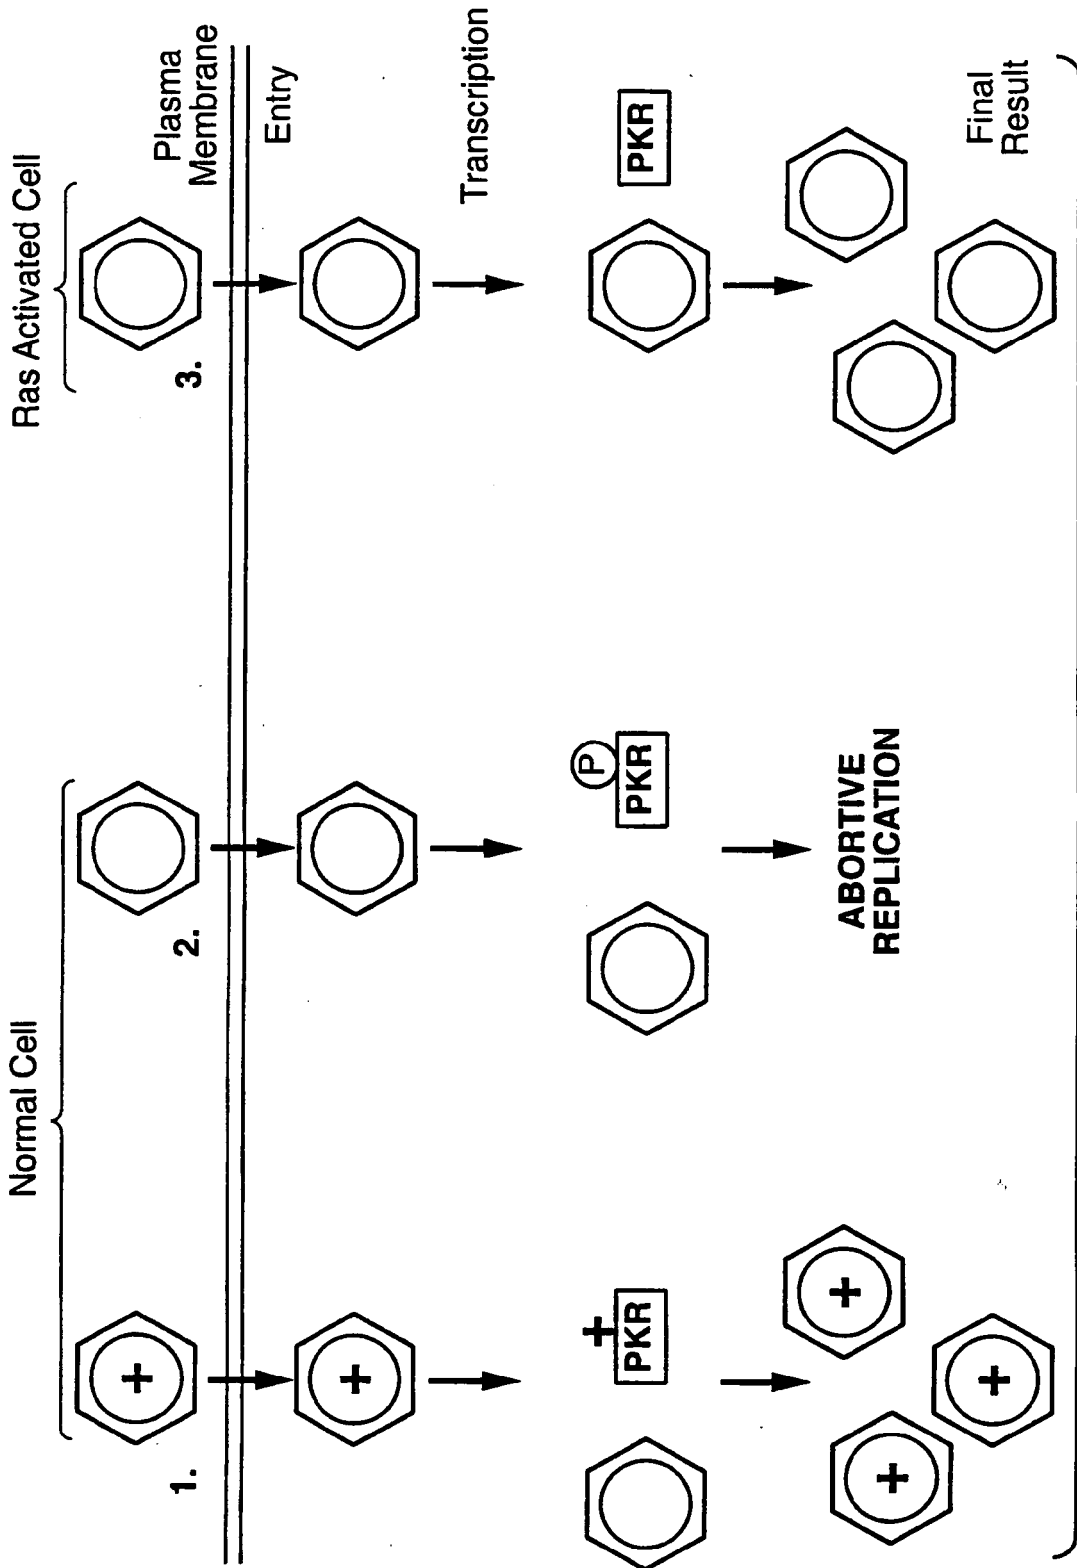 Normal Cell
Ras Activated Cell
1.
2.
3.
Plasma
Membrane
+
Entry
+
Transcription
+
PKR
P
PKR
PKR
+
+
+
ABORTIVE
REPLICATION
Final
Result